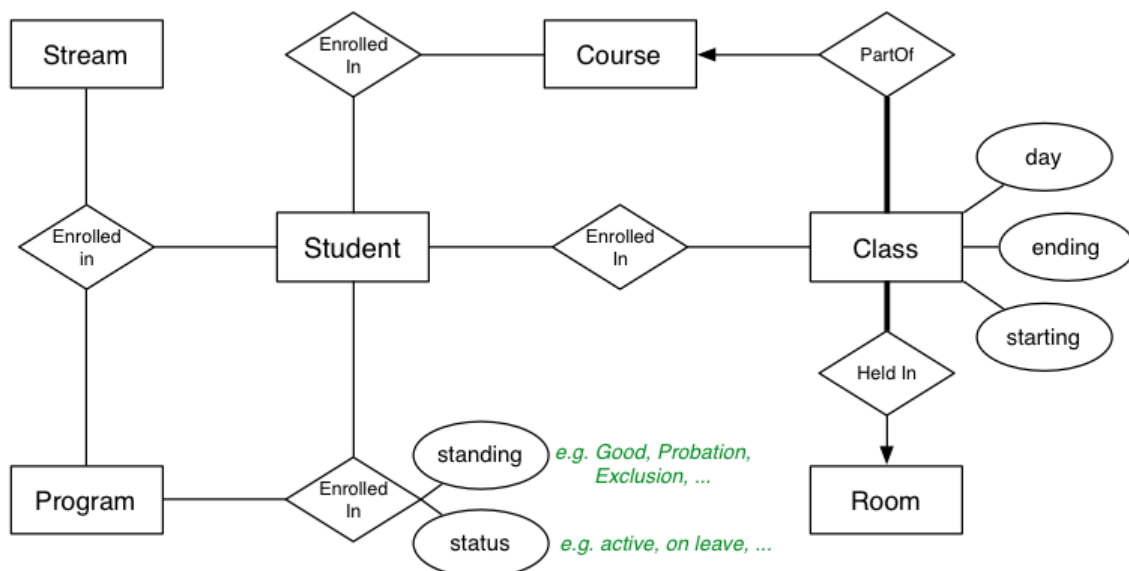 Stream
Enrolled
In
Course
PartOf
day
Enrolled
in
Student
Enrolled
In
Class
ending
starting
Held In
standing
e.g. Good, Probation,
Exclusion, ...
Program
Enrolled
In
Room
status
e.g. active, on leave, ...